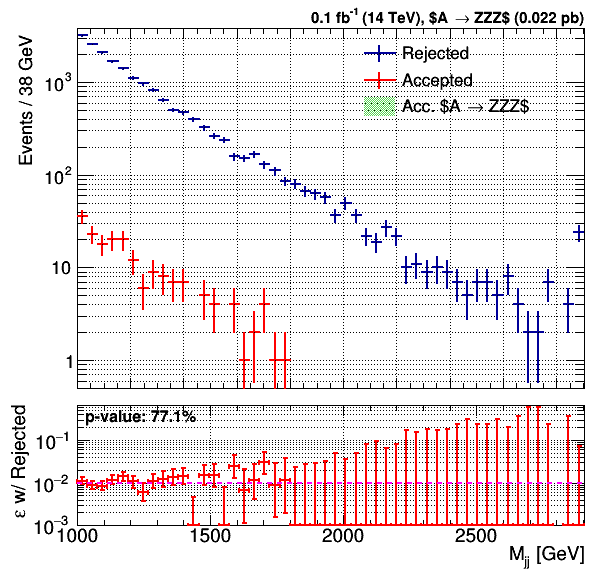 0.1 fb⁻¹ (14 TeV), $A → ZZZ$ (0.022 pb)
Events / 38 GeV
Rejected
Accepted
Acc. $A → ZZZ$
10³
10²
10
1
p-value: 77.1%
ε w/ Rejected
10⁻¹
10⁻²
10⁻³
1000 1500 2000 2500
M_jj [GeV]